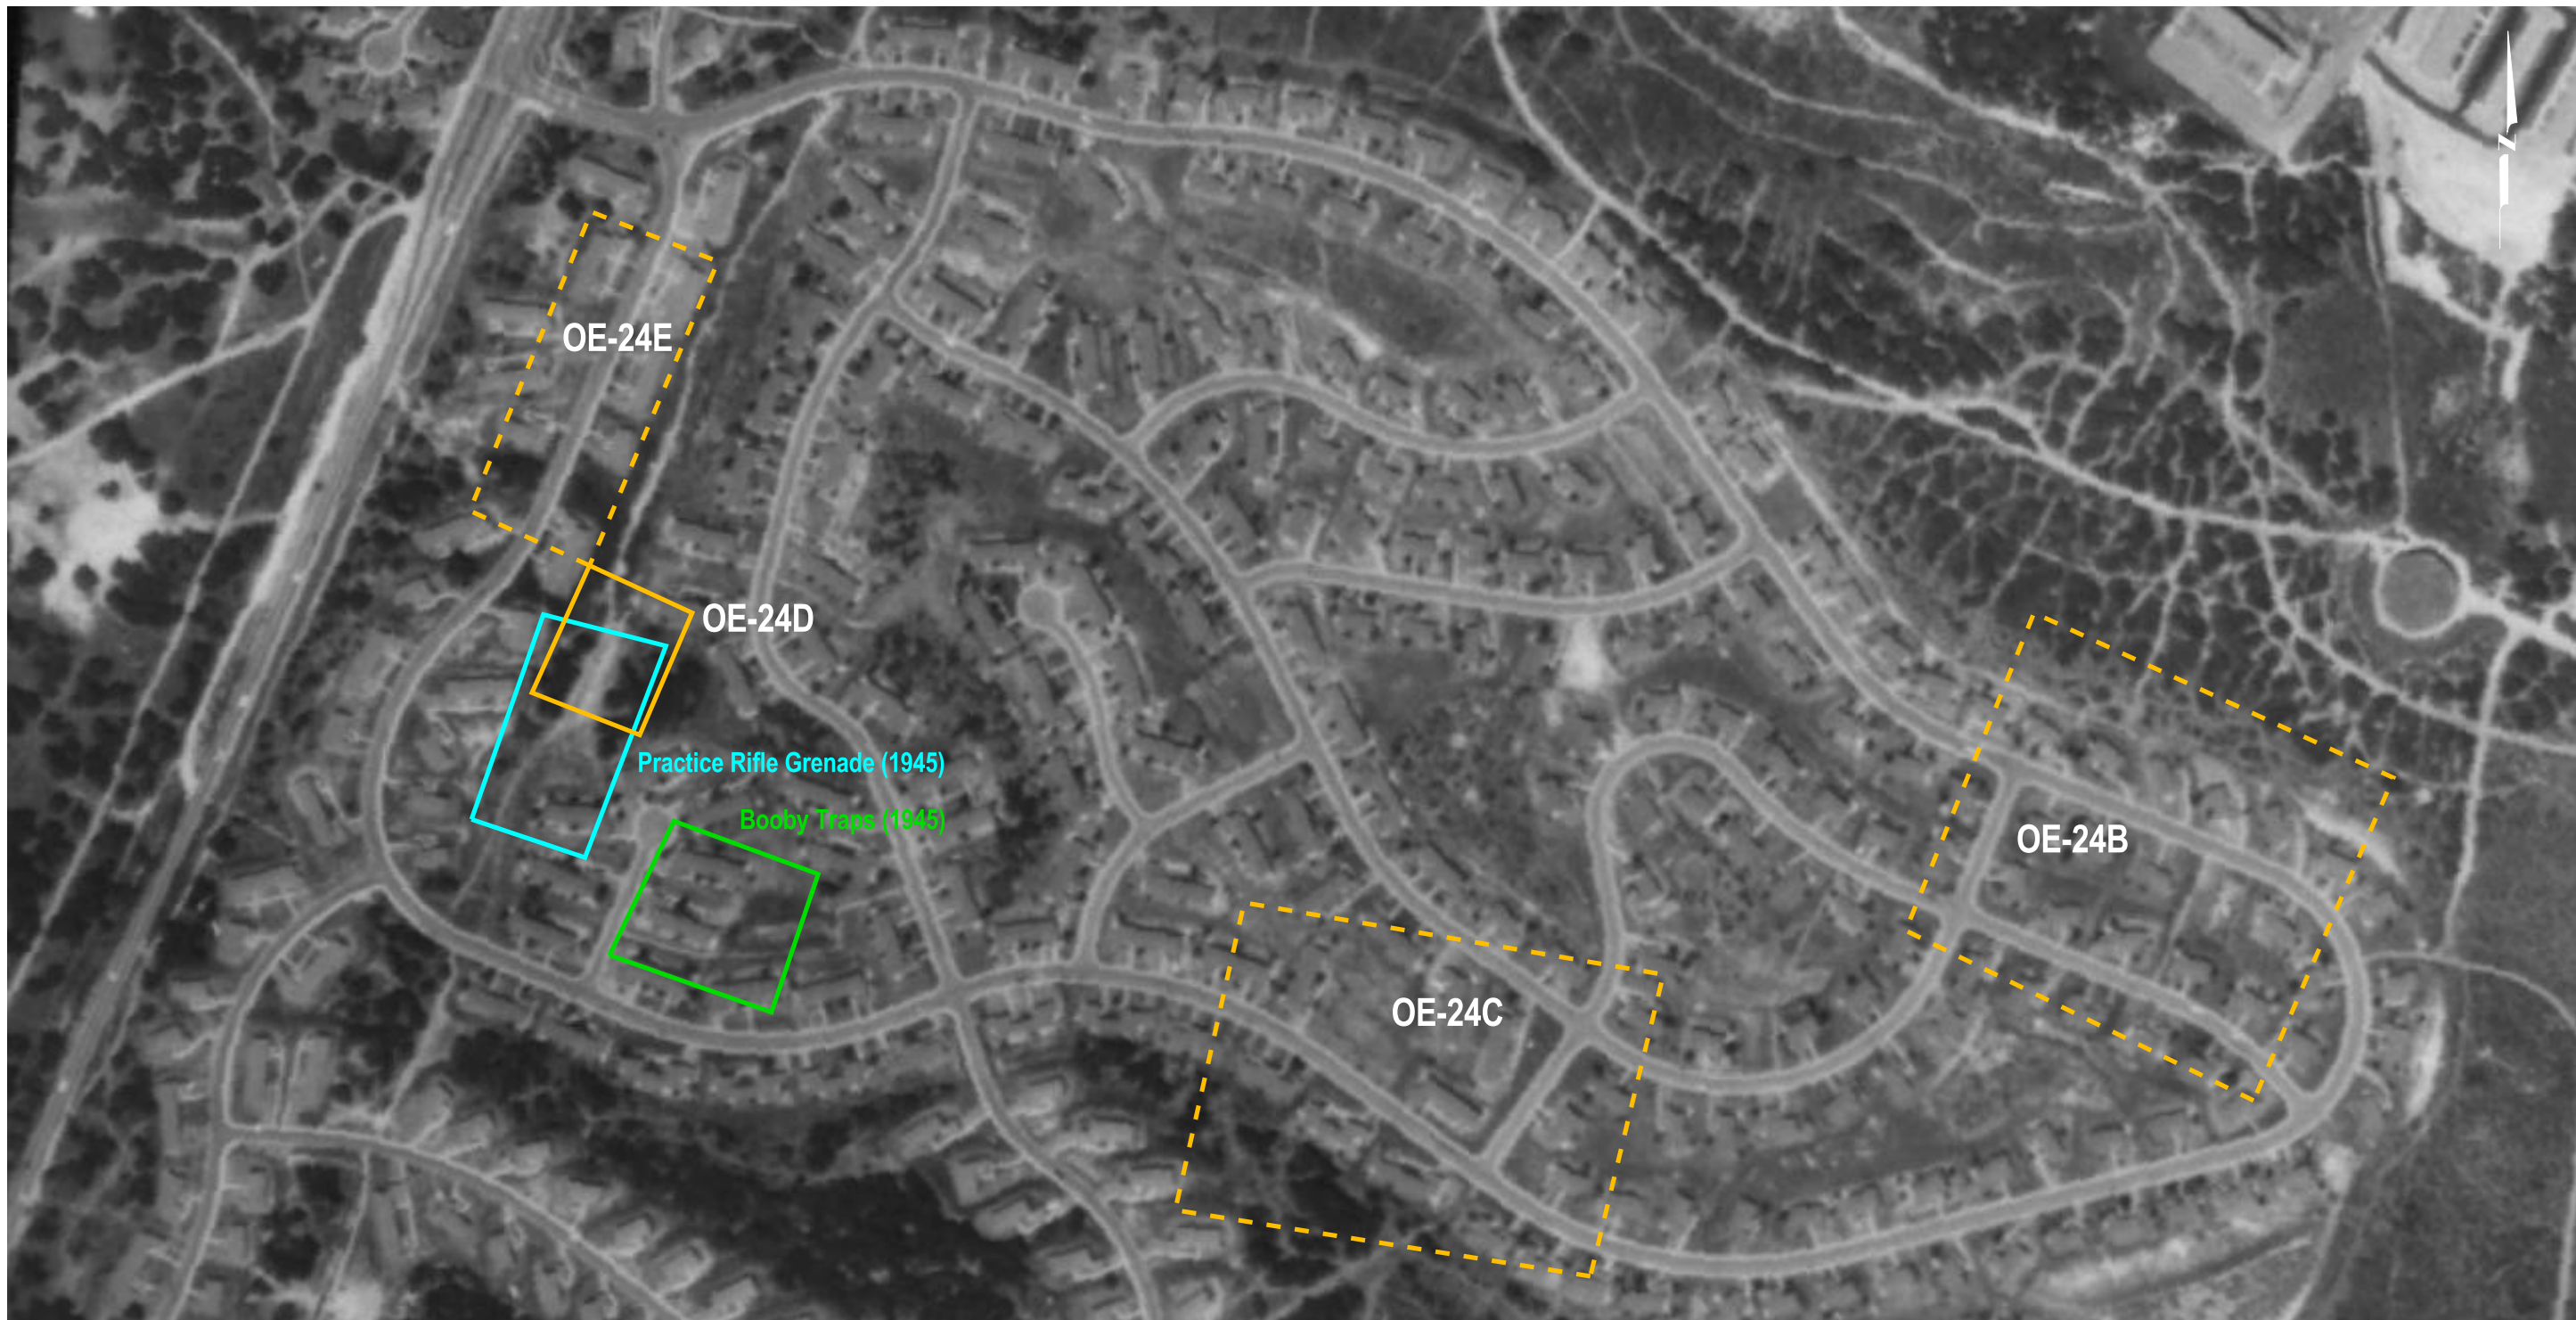 N
OE-24E
OE-24D
Practice Rifle Grenade (1945)
Booby Traps (1945)
OE-24B
OE-24C